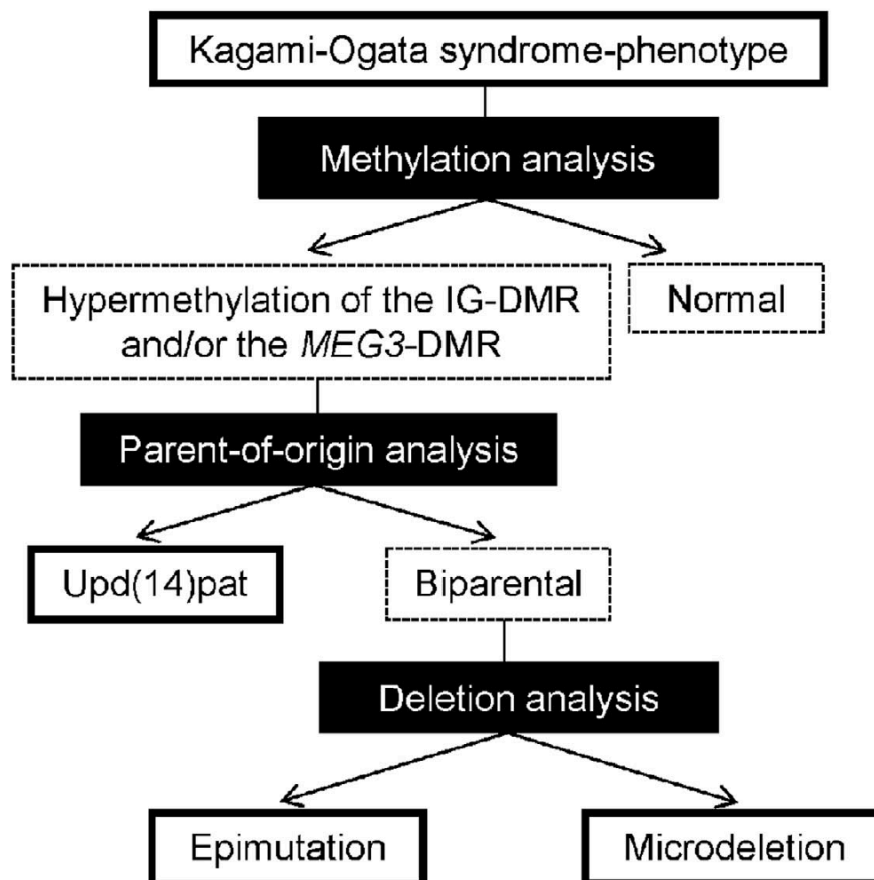 Kagami-Ogata syndrome-phenotype
Methylation analysis
Hypermethylation of the IG-DMR
and/or the MEG3-DMR
Normal
Parent-of-origin analysis
Upd(14)pat
Biparental
Deletion analysis
Epimutation
Microdeletion